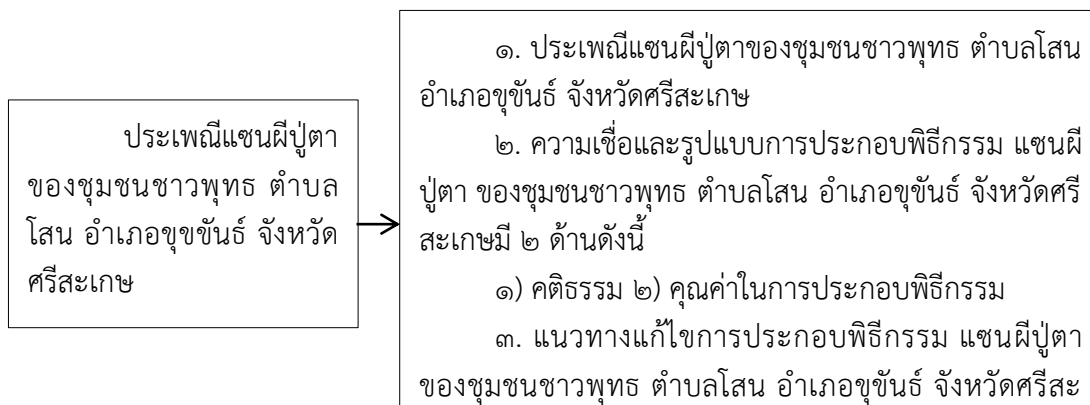 ประเพณีแซนผีปู่ตา
ของชุมชนชาวพุทธ ตำบล
โสน อำเภอขุขขันธ์ จังหวัด
ศรีสะเกษ
๑. ประเพณีแซนผีปู่ตาของชุมชนชาวพุทธ ตำบลโสน
อำเภอขุขันธ์ จังหวัดศรีสะเกษ
๒. ความเชื่อและรูปแบบการประกอบพิธีกรรม แซนผี
ปู่ตา ของชุมชนชาวพุทธ ตำบลโสน อำเภอขุขันธ์ จังหวัดศรี
สะเกษมี ๒ ด้านดังนี้
๑) คติธรรม ๒) คุณค่าในการประกอบพิธีกรรม
๓. แนวทางแก้ไขการประกอบพิธีกรรม แซนผีปู่ตา
ของชุมชนชาวพุทธ ตำบลโสน อำเภอขุขันธ์ จังหวัดศรีสะ